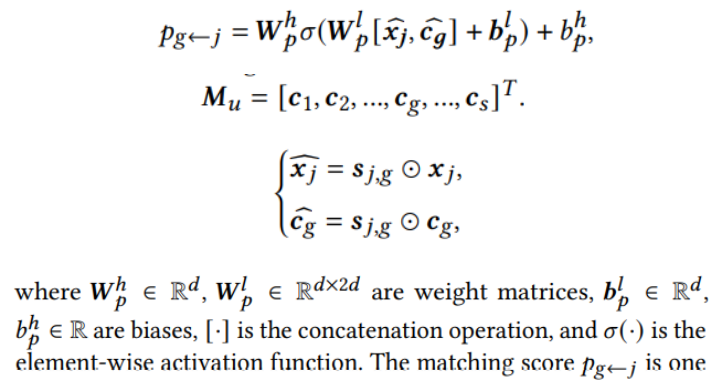 p_{g←j} = W_p^h σ(W_p^l [x̂_j, ĉ_g] + b_p^l) + b_p^h,
M_u = [c_1, c_2, ..., c_g, ..., c_s]^T.
x̂_j = s_{j,g} ⊙ x_j,
ĉ_g = s_{j,g} ⊙ c_g,
where W_p^h ∈ ℝ^d, W_p^l ∈ ℝ^{d×2d} are weight matrices, b_p^l ∈ ℝ^d,
b_p^h ∈ ℝ are biases, [·] is the concatenation operation, and σ(·) is the
element-wise activation function. The matching score p_{g←j} is one